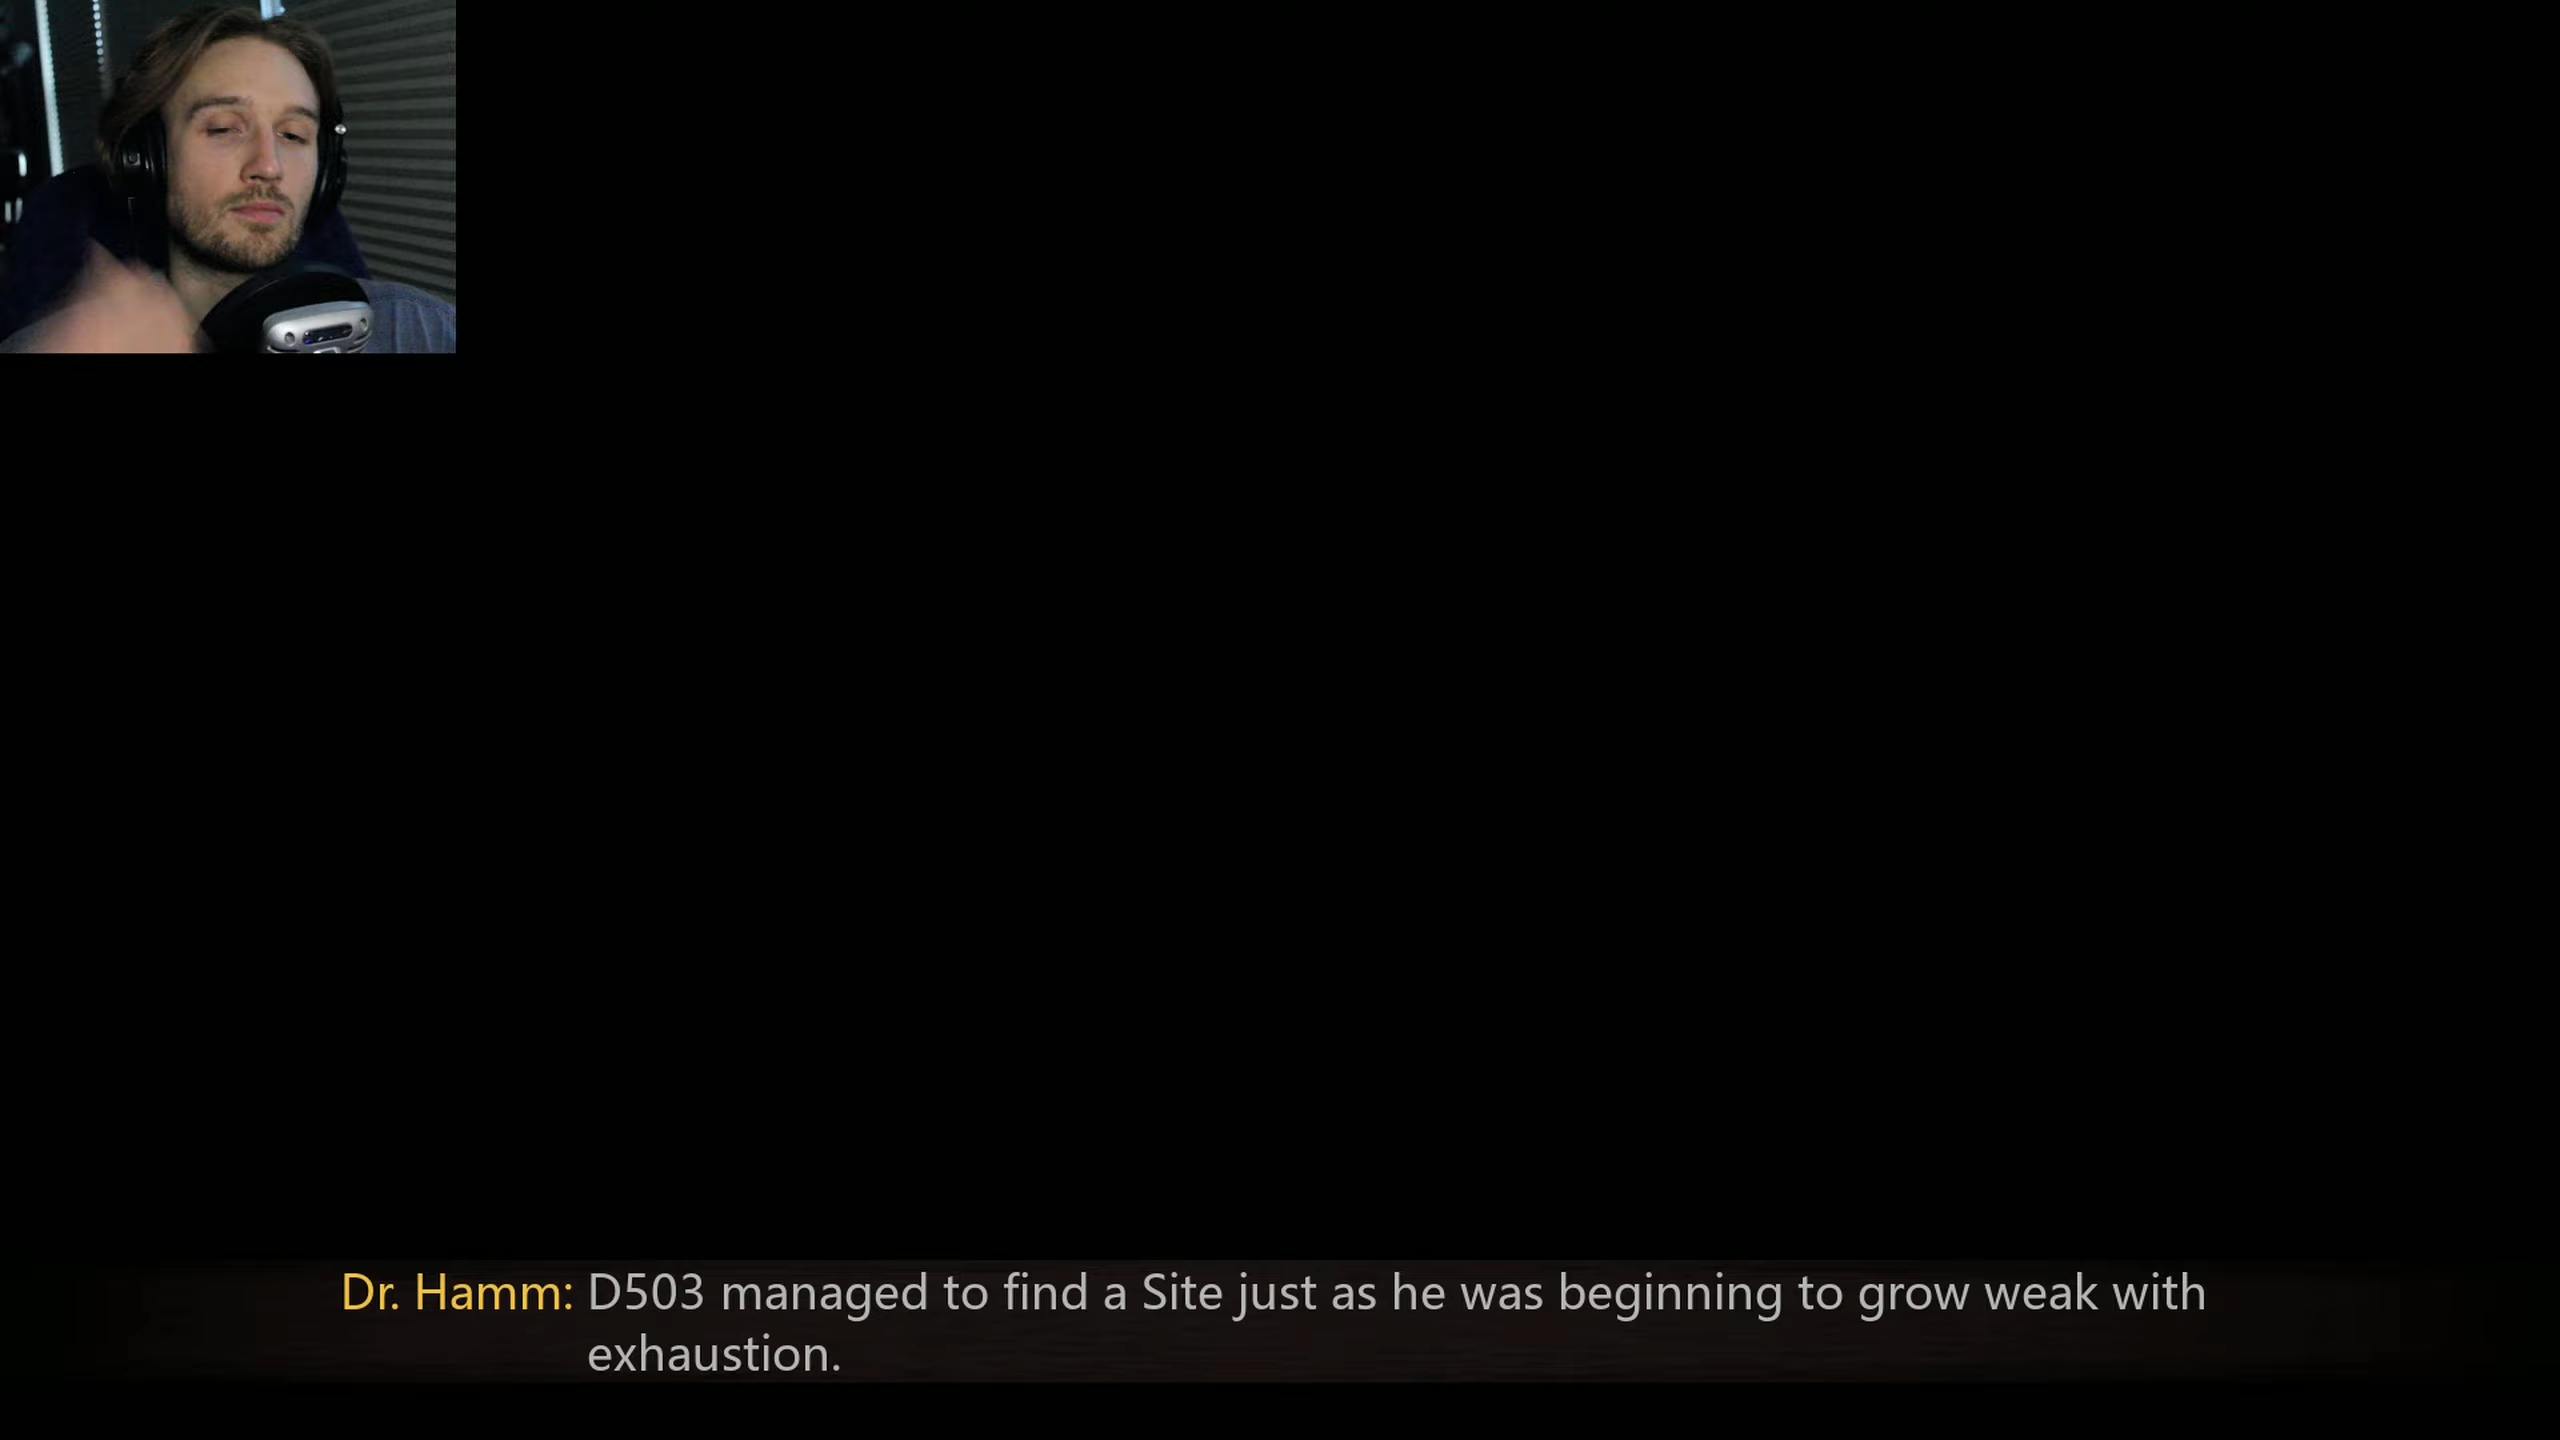 Dr. Hamm: D503 managed to find a Site just as he was beginning to grow weak with
exhaustion.